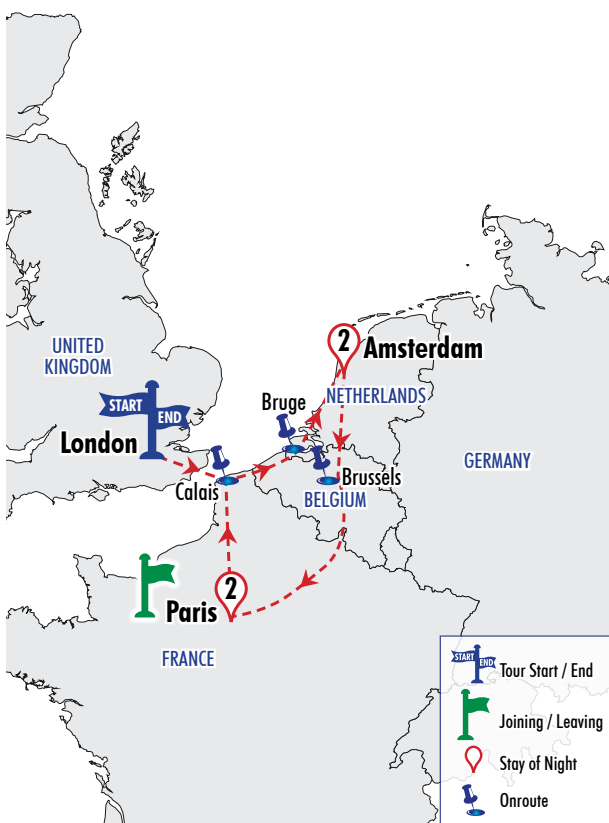 UNITED
KINGDOM
START
END
London
2
Amsterdam
NETHERLANDS
Bruge
Calais
Brussels
BELGIUM
GERMANY
2
Paris
FRANCE
START
END
Tour Start / End
Joining / Leaving
Stay of Night
Onroute